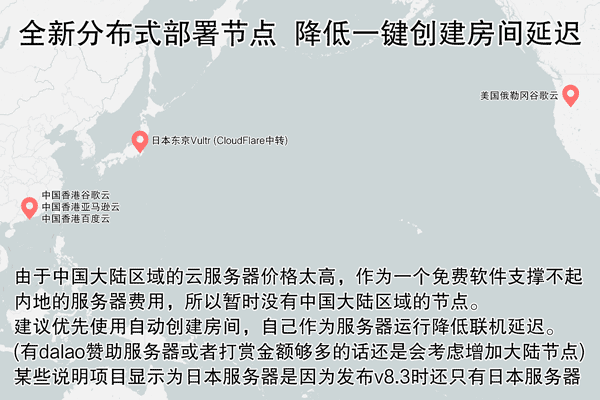 全新分布式部署节点 降低一键创建房间延迟
美国俄勒冈谷歌云
日本东京Vultr (CloudFlare中转)
中国香港谷歌云
中国香港亚马逊云
中国香港百度云
由于中国大陆区域的云服务器价格太高，作为一个免费软件支撑不起
内地的服务器费用，所以暂时没有中国大陆区域的节点。
建议优先使用自动创建房间，自己作为服务器运行降低联机延迟。
(有dalao赞助服务器或者打赏金额够多的话还是会考虑增加大陆节点)
某些说明项目显示为日本服务器是因为发布v8.3时还只有日本服务器